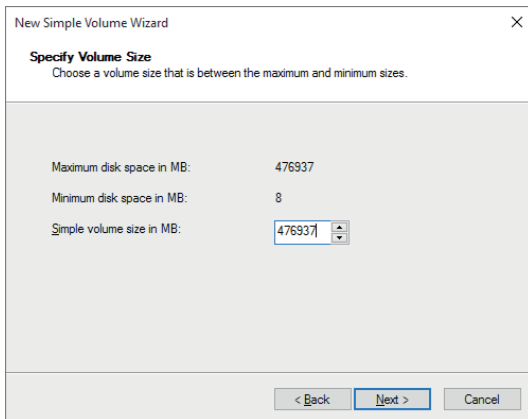 New Simple Volume Wizard
Specify Volume Size
Choose a volume size that is between the maximum and minimum sizes.
Maximum disk space in MB: 476937
Minimum disk space in MB: 8
Simple volume size in MB: 476937
< Back Next > Cancel